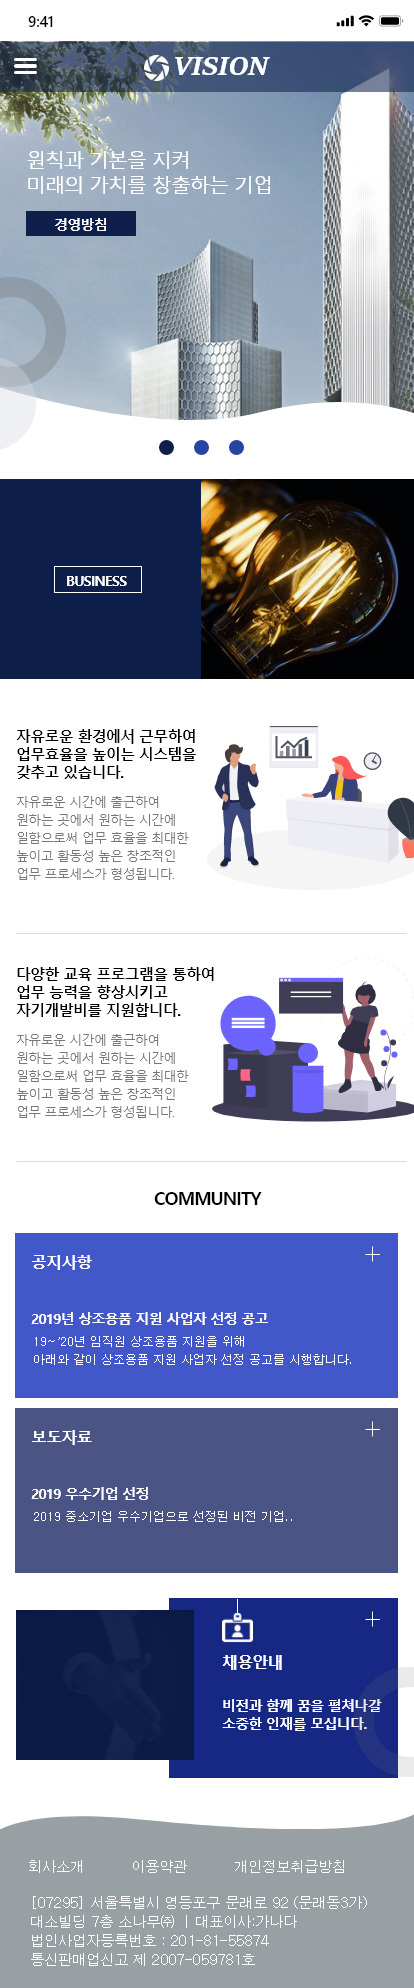 9:41
VISION
원칙과 기본을 지켜
미래의 가치를 창출하는 기업
경영방침
BUSINESS
자유로운 환경에서 근무하여
업무효율을 높이는 시스템을
갖추고 있습니다.
자유로운 시간에 출근하여
원하는 곳에서 원하는 시간에
일함으로써 업무 효율을 최대한
높이고 활동성 높은 창조적인
업무 프로세스가 형성됩니다.
다양한 교육 프로그램을 통하여
업무 능력을 향상시키고
자기개발비를 지원합니다.
자유로운 시간에 출근하여
원하는 곳에서 원하는 시간에
일함으로써 업무 효율을 최대한
높이고 활동성 높은 창조적인
업무 프로세스가 형성됩니다.
COMMUNITY
공지사항
2019년 상조용품 지원 사업자 선정 공고
19~'20년 임직원 상조용품 지원을 위해
아래와 같이 상조용품 지원 사업자 선정 공고를 시행합니다.
보도자료
2019 우수기업 선정
2019 중소기업 우수기업으로 선정된 비전 기업..
채용안내
비전과 함께 꿈을 펼쳐나갈
소중한 인재를 모십니다.
회사소개 이용약관 개인정보취급방침
[07295] 서울특별시 영등포구 문래로 92 (문래동3가)
대소빌딩 7층 소나무㈜ | 대표이사:가나다
법인사업자등록번호 : 201-81-55874
통신판매업신고 제 2007-059781호